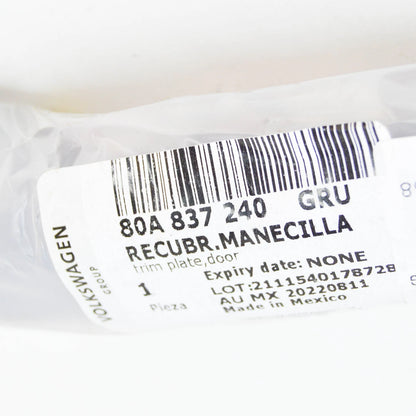 80A 837 240 GRU
RECUBR.MANECILLA
trim plate,door
Expiry date: NONE
1
Pieza
LOT:2111540178728
AU MX 20220811
Made in Mexico
VOLKSWAGEN
GROUP